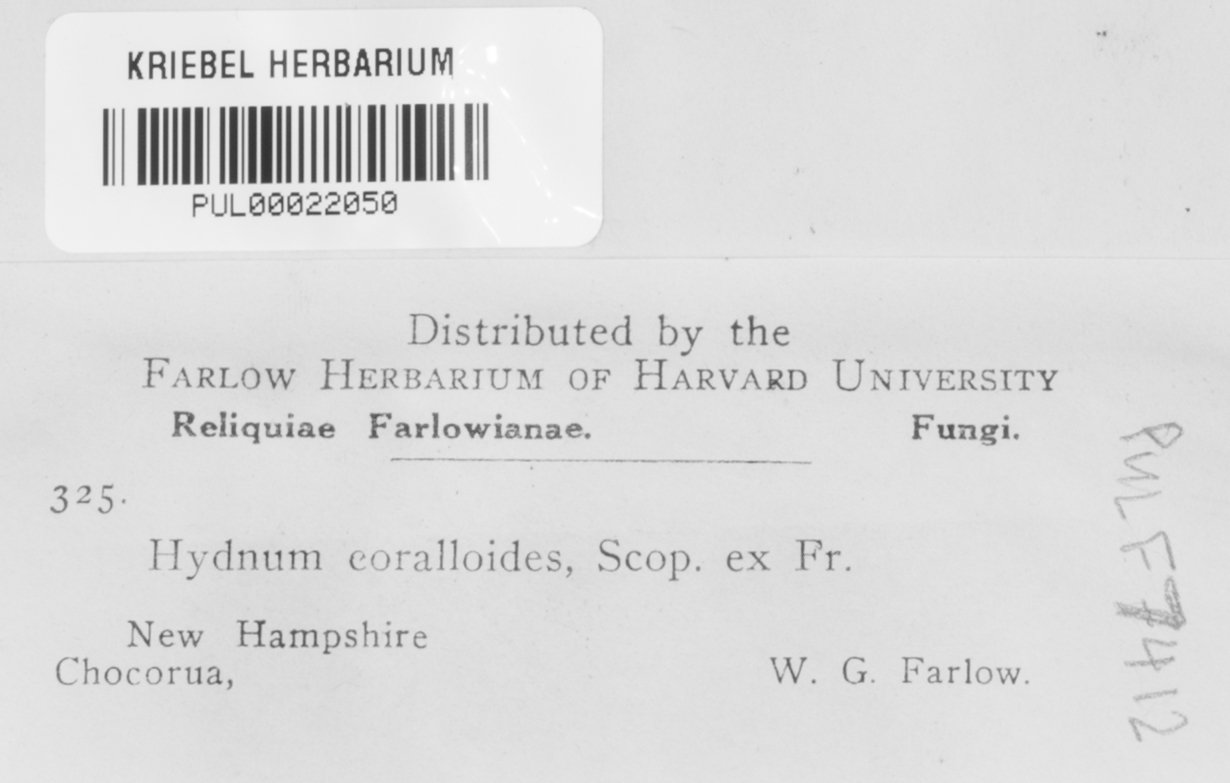 KRIEBEL HERBARIUM
PUL00022050
Distributed by the
FARLOW HERBARIUM OF HARVARD UNIVERSITY
Reliquiae Farlowianae. Fungi.
325.
Hydnum coralloides, Scop. ex Fr.
New Hampshire
Chocorua, W. G. Farlow.
PUL F